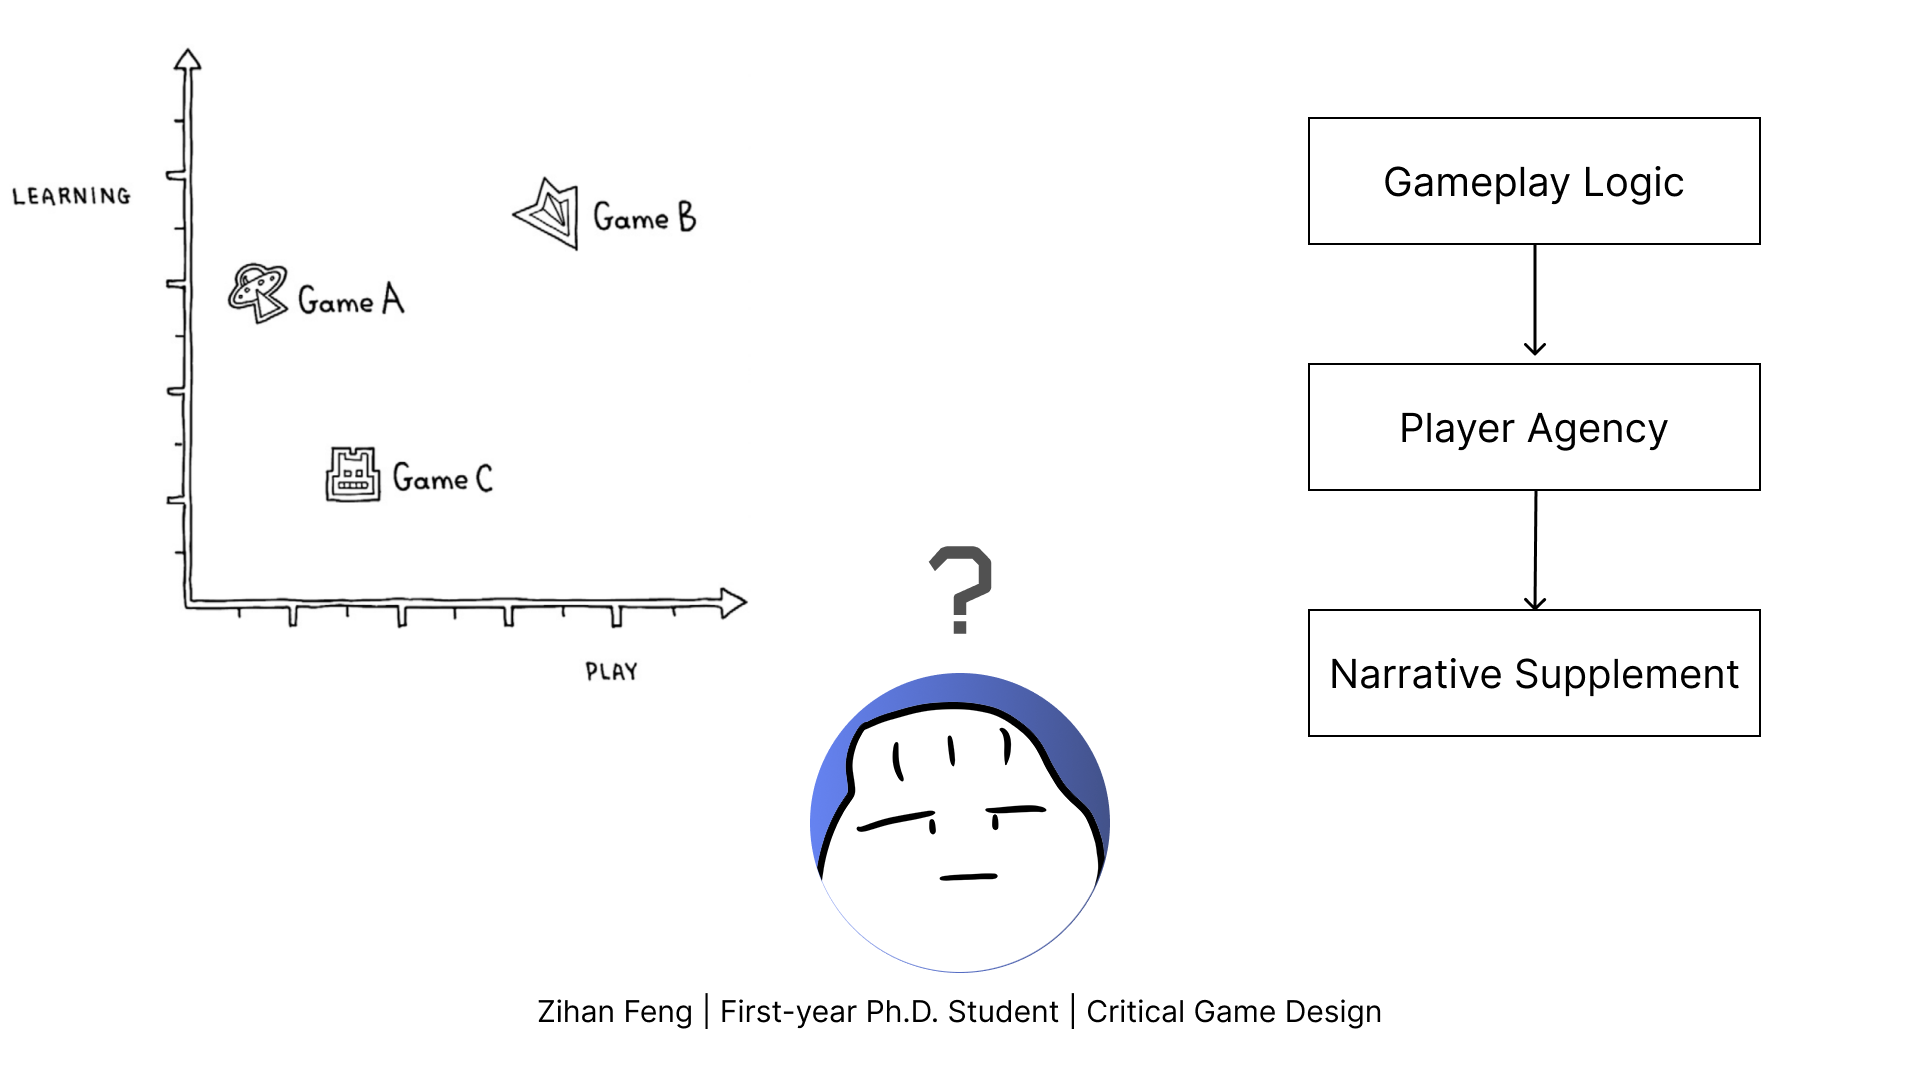 LEARNING
Game B
Game A
Game C
PLAY
Gameplay Logic
Player Agency
Narrative Supplement
?
Zihan Feng | First-year Ph.D. Student | Critical Game Design